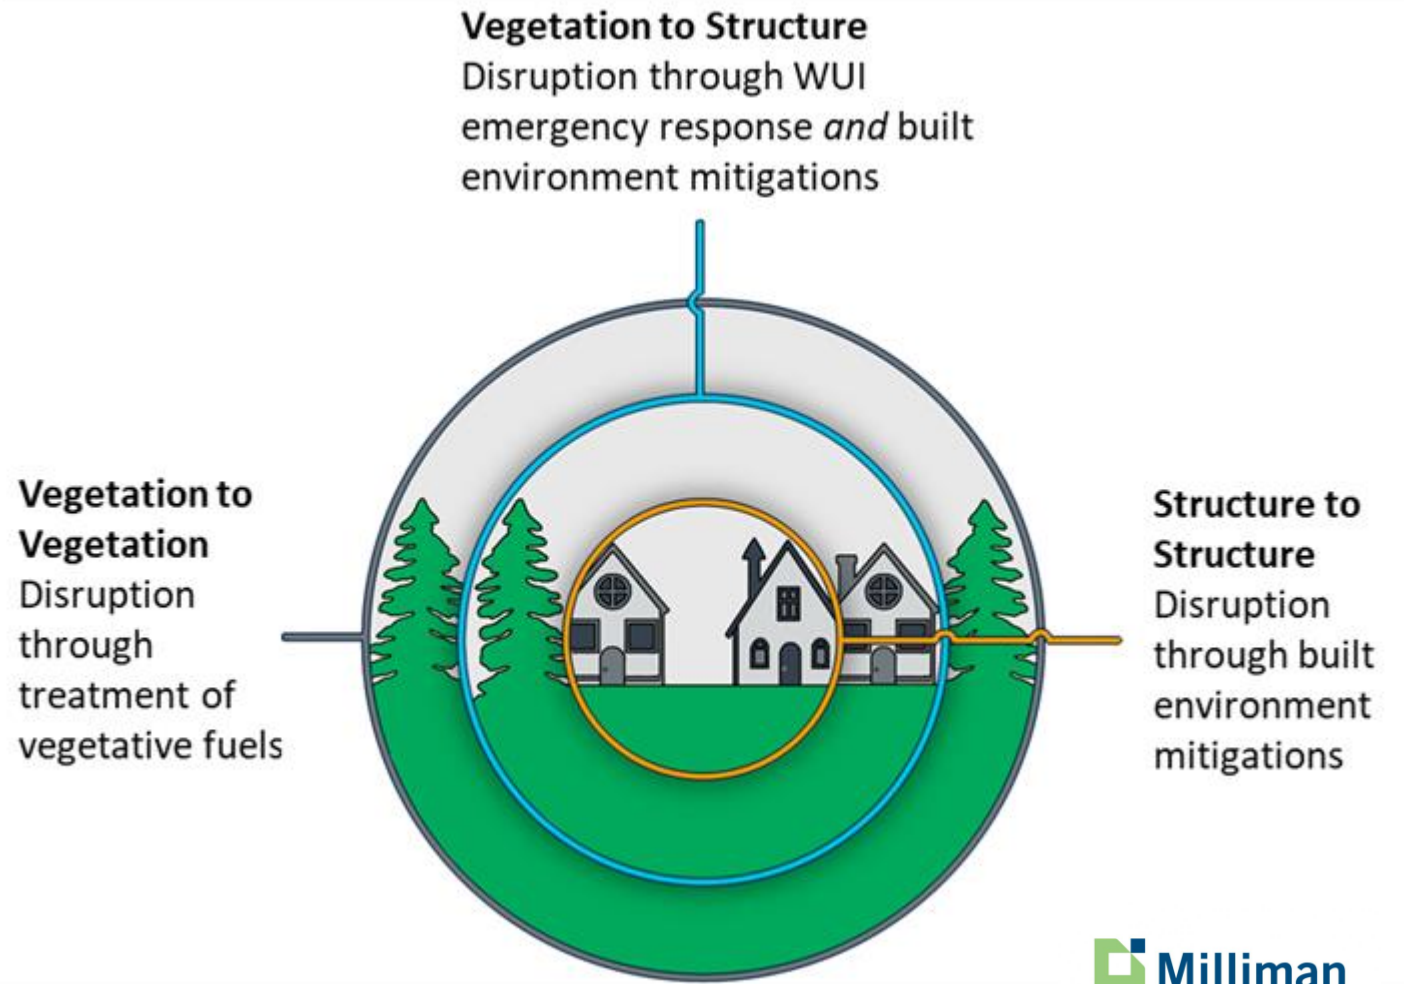 Vegetation to Structure
Disruption through WUI
emergency response and built
environment mitigations
Vegetation to
Vegetation
Disruption
through
treatment of
vegetative fuels
Structure to
Structure
Disruption
through built
environment
mitigations
Milliman